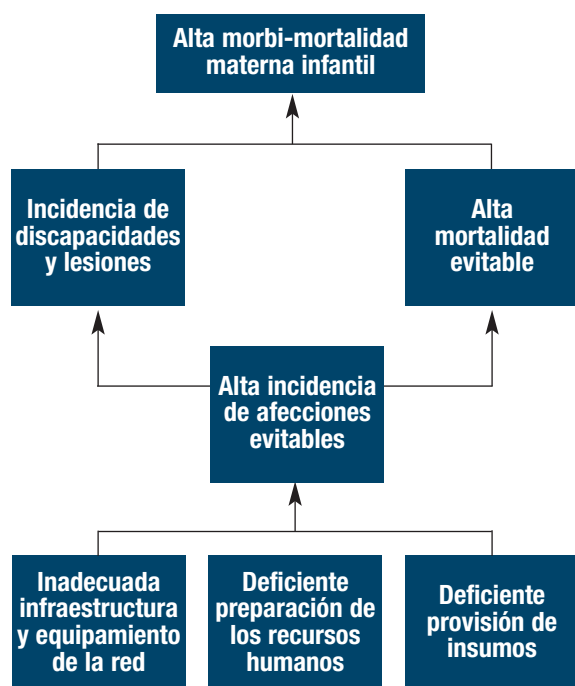 Alta morbi-mortalidad
materna infantil
Incidencia de
discapacidades
y lesiones
Alta
mortalidad
evitable
Alta incidencia
de afecciones
evitables
Inadecuada
infraestructura
y equipamiento
de la red
Deficiente
preparación de
los recursos
humanos
Deficiente
provisión de
insumos